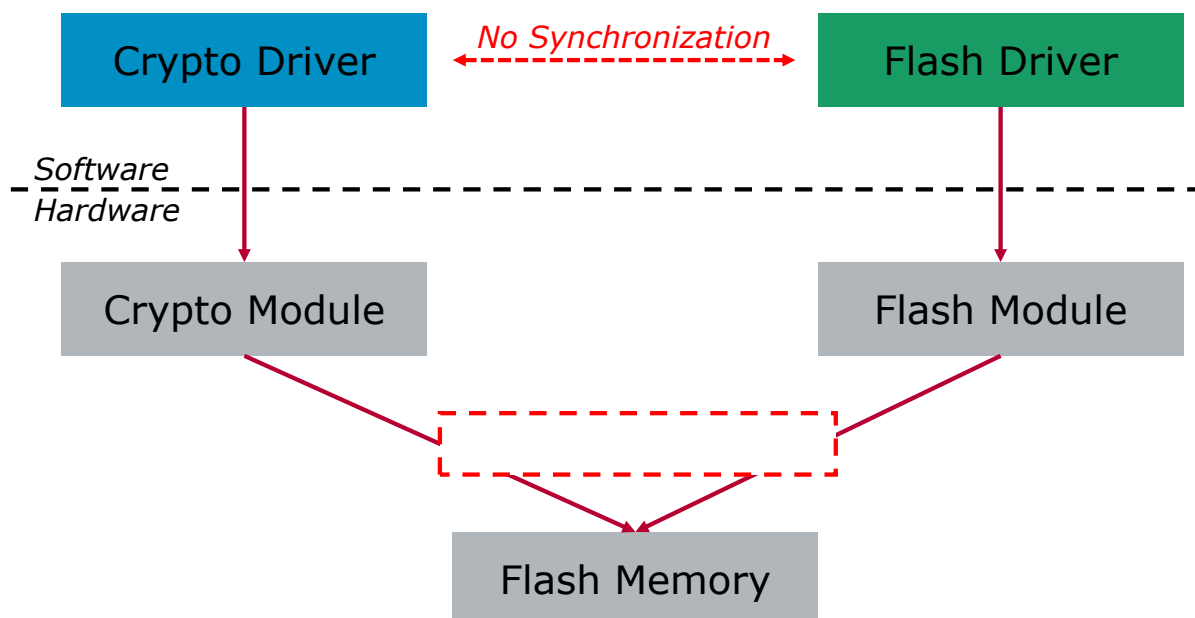 Crypto Driver
No Synchronization
Flash Driver
Software
Hardware
Crypto Module
Flash Module
Flash Memory